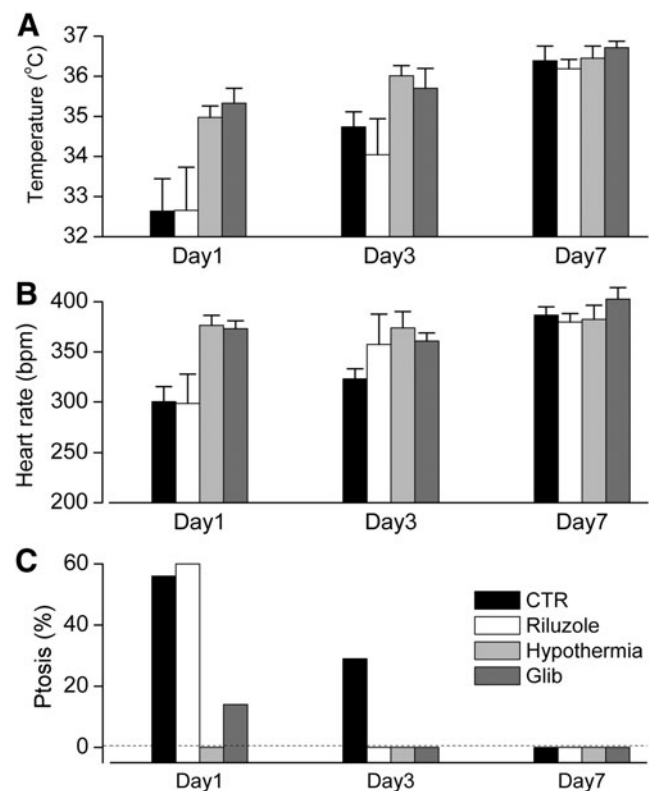 A
Temperature (°C)
37
36
35
34
33
32
Day1 Day3 Day7
B
Heart rate (bpm)
400
350
300
250
200
Day1 Day3 Day7
C
Ptosis (%)
60
40
20
0
CTR
Riluzole
Hypothermia
Glib
Day1 Day3 Day7